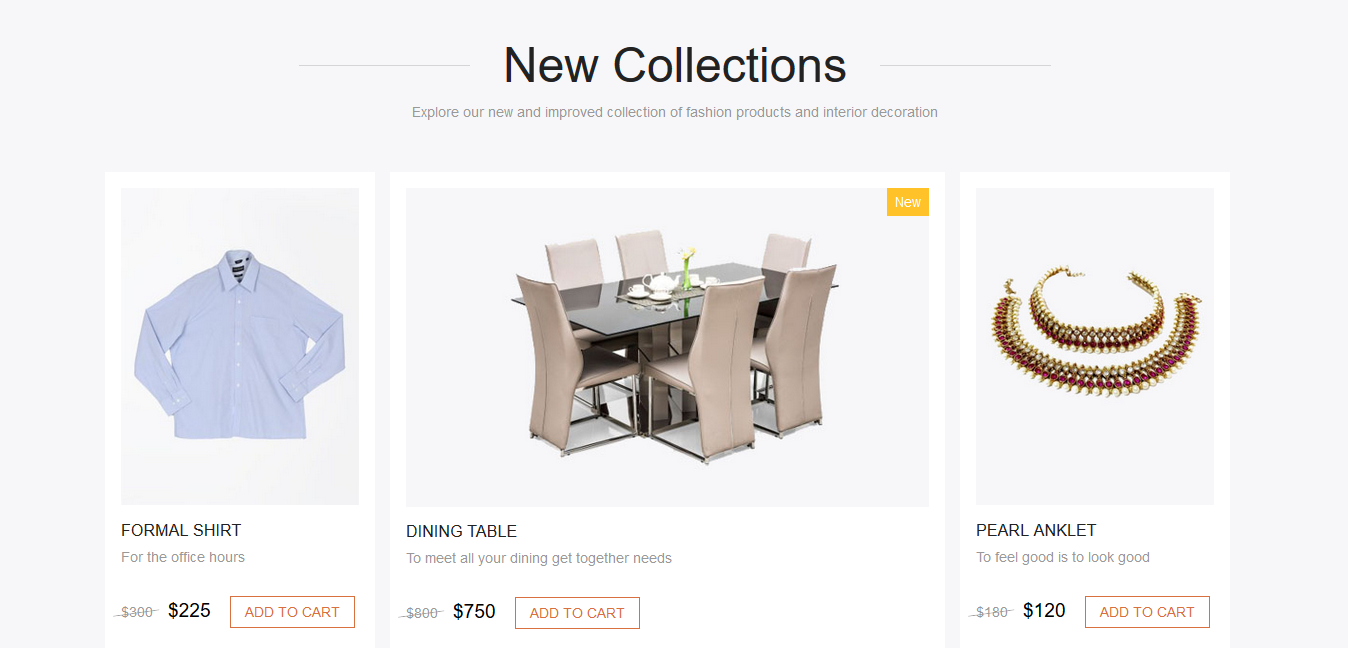 New Collections
Explore our new and improved collection of fashion products and interior decoration
FORMAL SHIRT
For the office hours
$300 $225 ADD TO CART
New
DINING TABLE
To meet all your dining get together needs
$800 $750 ADD TO CART
PEARL ANKLET
To feel good is to look good
$180 $120 ADD TO CART